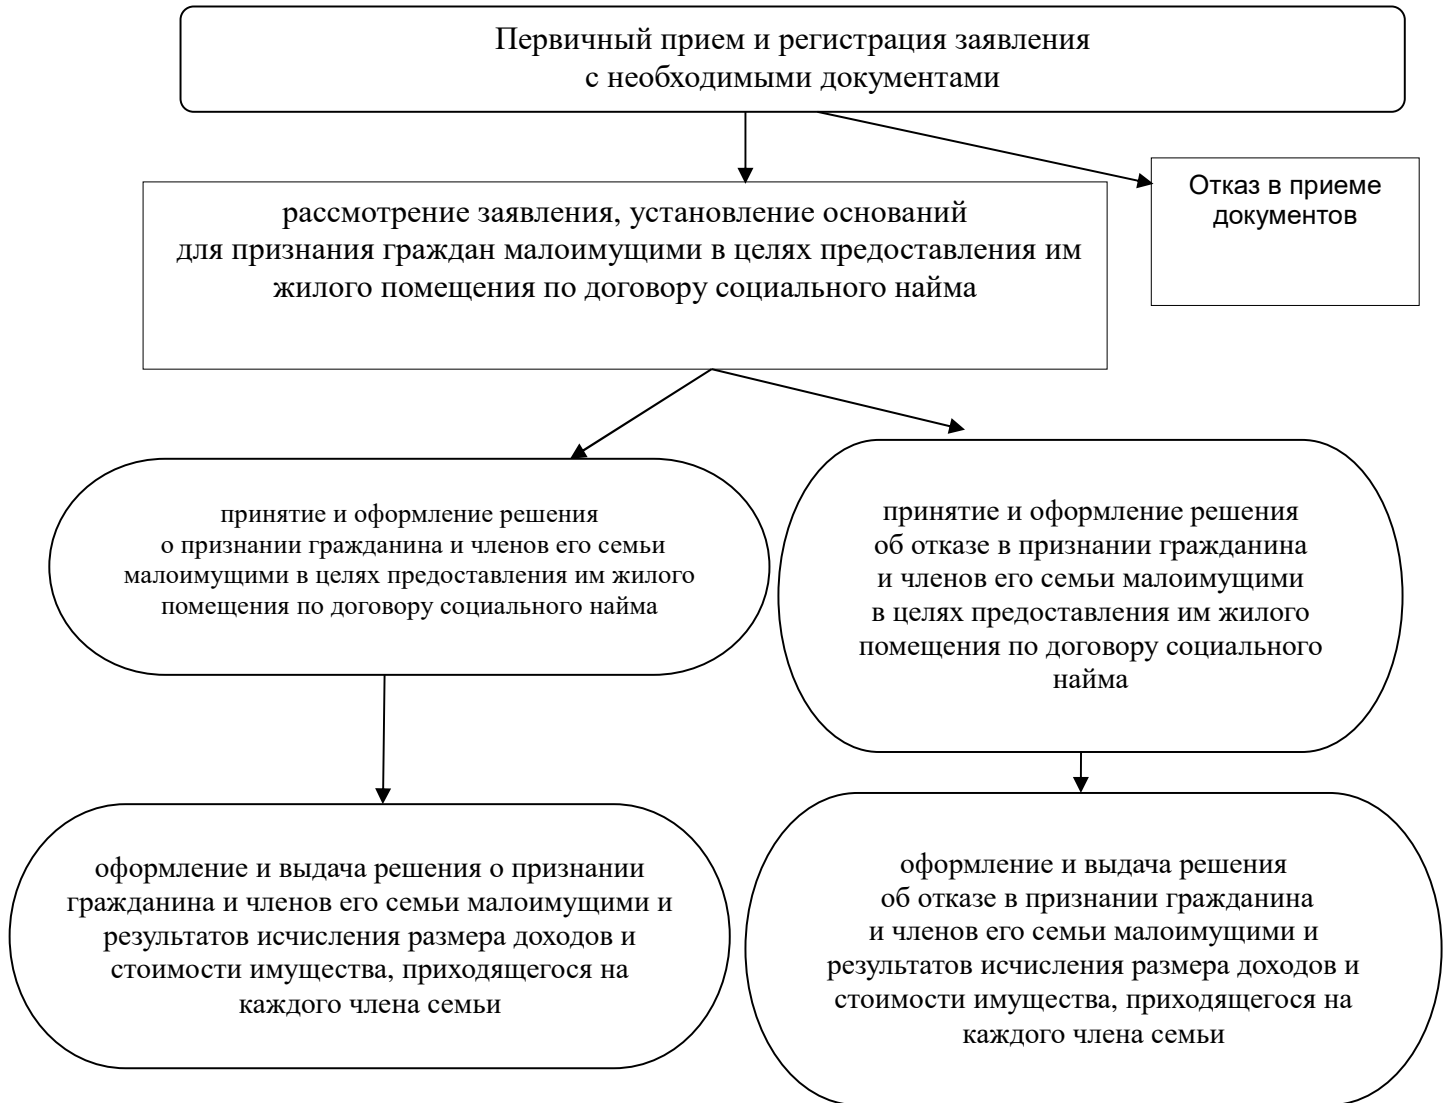 Первичный прием и регистрация заявления
с необходимыми документами
Отказ в приеме
документов
рассмотрение заявления, установление оснований
для признания граждан малоимущими в целях предоставления им
жилого помещения по договору социального найма
принятие и оформление решения
о признании гражданина и членов его семьи
малоимущими в целях предоставления им жилого
помещения по договору социального найма
принятие и оформление решения
об отказе в признании гражданина
и членов его семьи малоимущими
в целях предоставления им жилого
помещения по договору социального
найма
оформление и выдача решения о признании
гражданина и членов его семьи малоимущими и
результатов исчисления размера доходов и
стоимости имущества, приходящегося на
каждого члена семьи
оформление и выдача решения
об отказе в признании гражданина
и членов его семьи малоимущими и
результатов исчисления размера доходов и
стоимости имущества, приходящегося на
каждого члена семьи